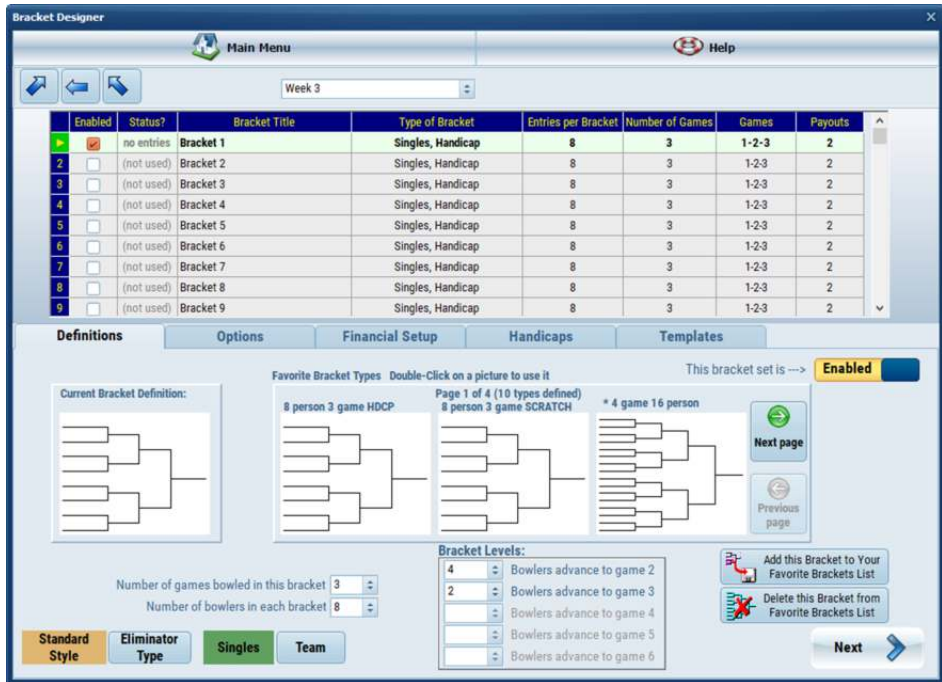 Bracket Designer
Main Menu
Help
Week 3
Enabled Status? Bracket Title Type of Bracket Entries per Bracket Number of Games Games Payouts
no entries Bracket 1 Singles, Handicap 8 3 1-2-3 2
2 (not used) Bracket 2 Singles, Handicap 8 3 1-2-3 2
3 (not used) Bracket 3 Singles, Handicap 8 3 1-2-3 2
4 (not used) Bracket 4 Singles, Handicap 8 3 1-2-3 2
5 (not used) Bracket 5 Singles, Handicap 8 3 1-2-3 2
6 (not used) Bracket 6 Singles, Handicap 8 3 1-2-3 2
7 (not used) Bracket 7 Singles, Handicap 8 3 1-2-3 2
8 (not used) Bracket 8 Singles, Handicap 8 3 1-2-3 2
9 (not used) Bracket 9 Singles, Handicap 8 3 1-2-3 2
Definitions Options Financial Setup Handicaps Templates
This bracket set is ---> Enabled
Favorite Bracket Types Double-Click on a picture to use it
Current Bracket Definition:
Page 1 of 4 (10 types defined)
8 person 3 game HDCP 8 person 3 game SCRATCH * 4 game 16 person
Next page
Previous
page
Bracket Levels:
4 Bowlers advance to game 2
2 Bowlers advance to game 3
Bowlers advance to game 4
Bowlers advance to game 5
Bowlers advance to game 6
Number of games bowled in this bracket 3
Number of bowlers in each bracket 8
Add this Bracket to Your
Favorite Brackets List
Delete this Bracket from
Favorite Brackets List
Standard
Style
Eliminator
Type
Singles
Team
Next